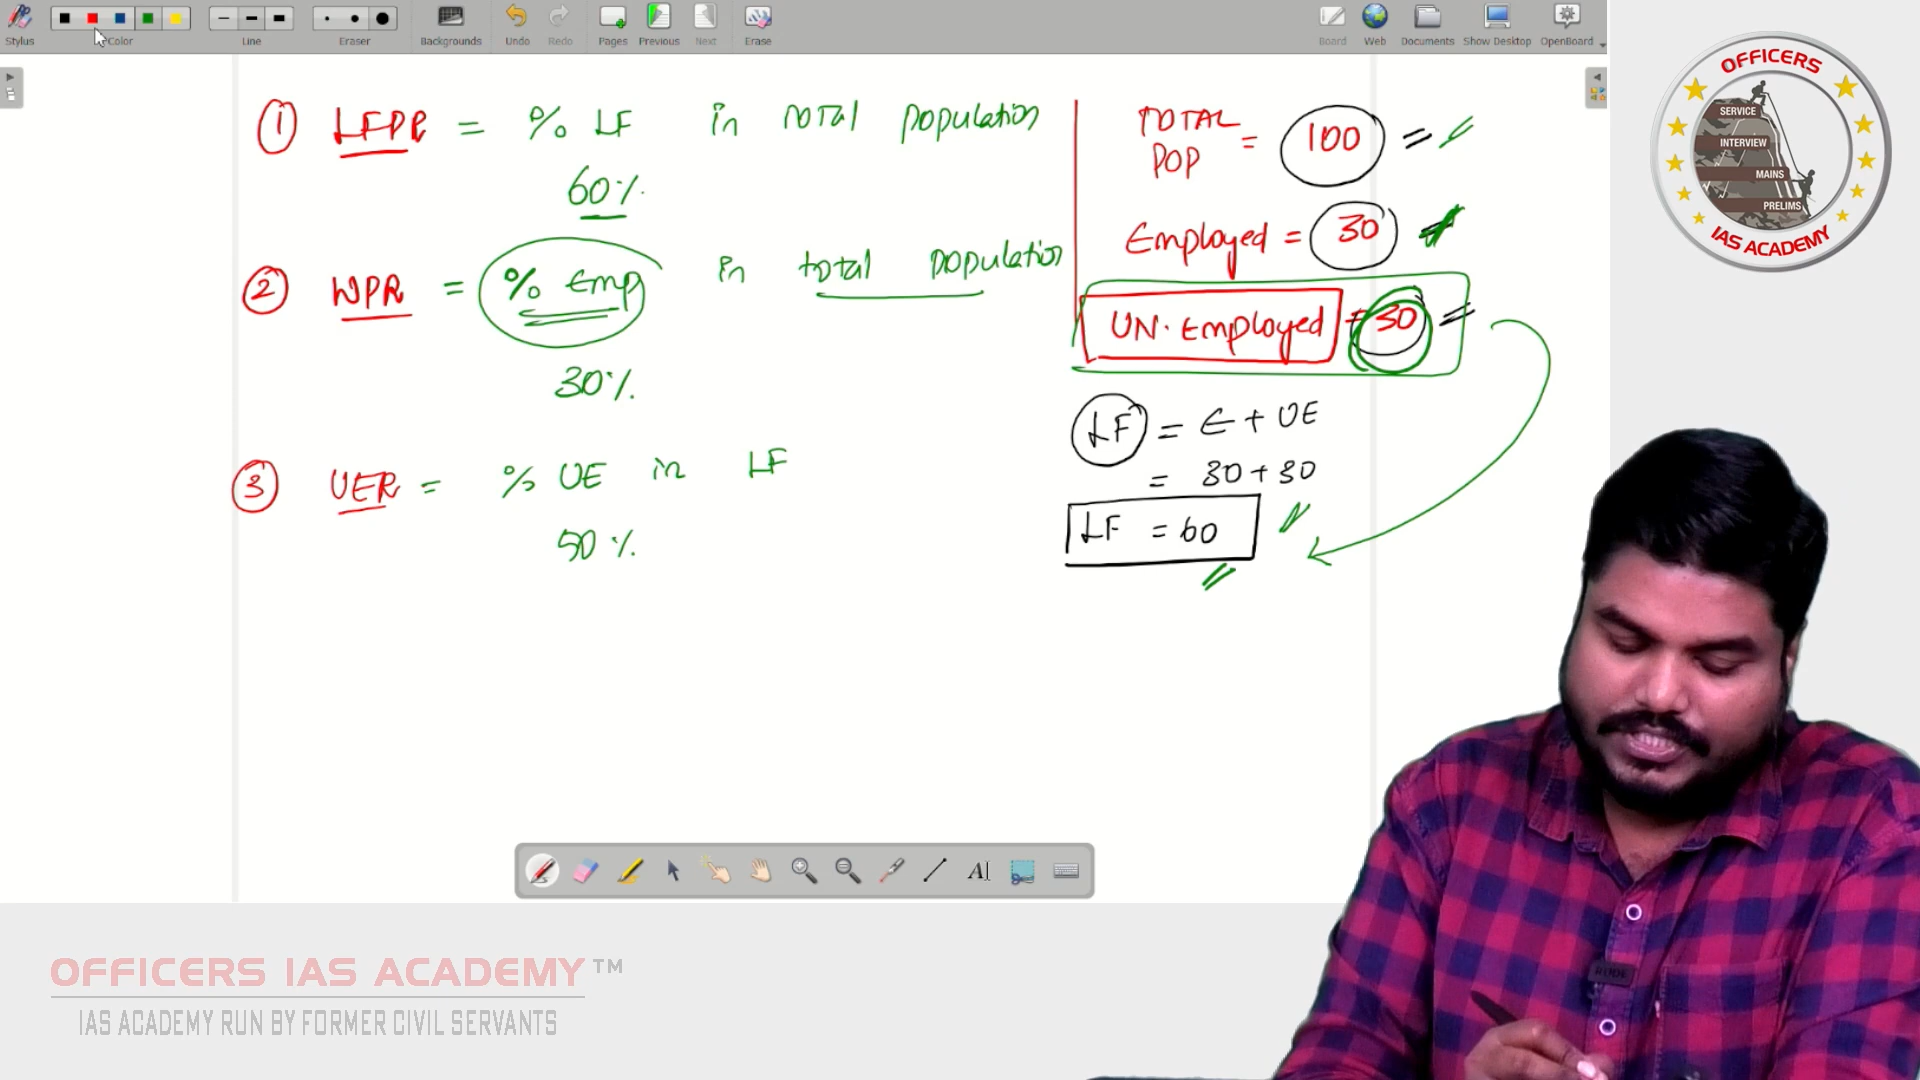 Stylus
Color
Line
Eraser
Backgrounds
Undo
Redo
Pages
Previous
Next
Erase
Board
Web
Documents
Show Desktop
OpenBoard
① LFPR = % LF in total population
60%
② WPR = % Emp in total population
30%
③ UER = % UE in LF
50%
TOTAL POP = 100
Employed = 30
UN. Employed = 30
LF = E + UE
= 30 + 30
LF = 60
OFFICERS
SERVICE
INTERVIEW
MAINS
PRELIMS
IAS ACADEMY
RODE
OFFICERS IAS ACADEMY™
IAS ACADEMY RUN BY FORMER CIVIL SERVANTS